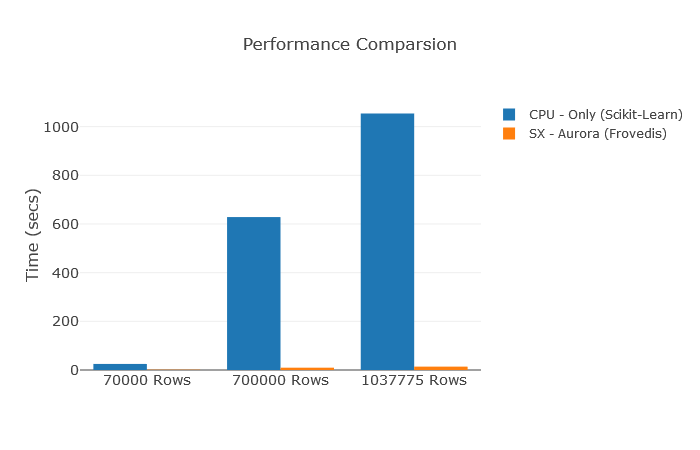 Performance Comparsion
CPU - Only (Scikit-Learn)
SX - Aurora (Frovedis)
Time (secs)
1000
800
600
400
200
0
70000 Rows
700000 Rows
1037775 Rows